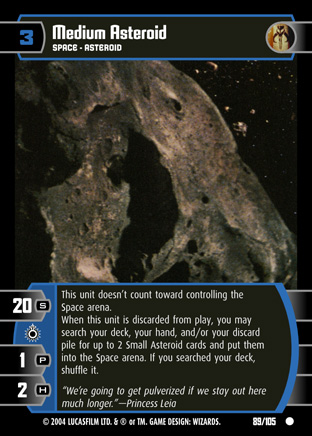 3
Medium Asteroid
SPACE - ASTEROID
20 S
This unit doesn't count toward controlling the
Space arena.
When this unit is discarded from play, you may
search your deck, your hand, and/or your discard
pile for up to 2 Small Asteroid cards and put them
into the Space arena. If you searched your deck,
shuffle it.
1 P
2 H
"We're going to get pulverized if we stay out here
much longer."—Princess Leia
© 2004 LUCASFILM LTD. & ® or TM. GAME DESIGN: WIZARDS.
89/105